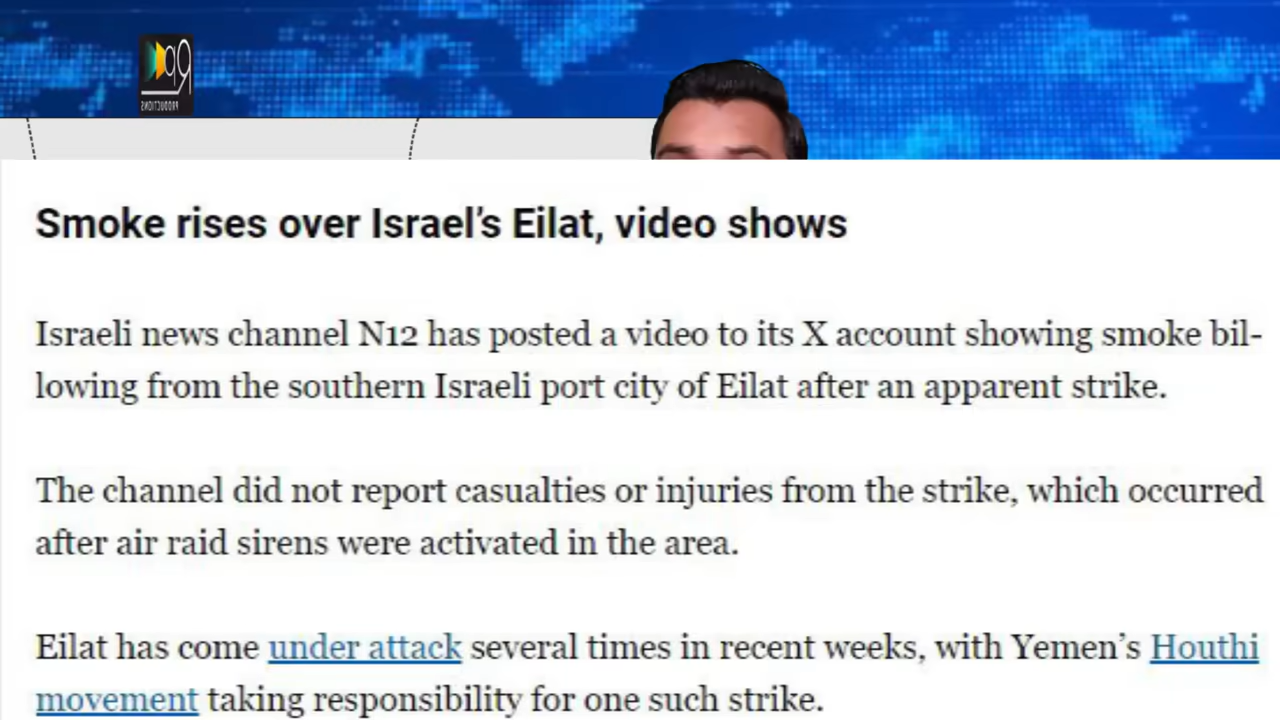 Rp
PRODUCTIONS
Smoke rises over Israel’s Eilat, video shows
Israeli news channel N12 has posted a video to its X account showing smoke bil-
lowing from the southern Israeli port city of Eilat after an apparent strike.
The channel did not report casualties or injuries from the strike, which occurred
after air raid sirens were activated in the area.
Eilat has come under attack several times in recent weeks, with Yemen’s Houthi
movement taking responsibility for one such strike.